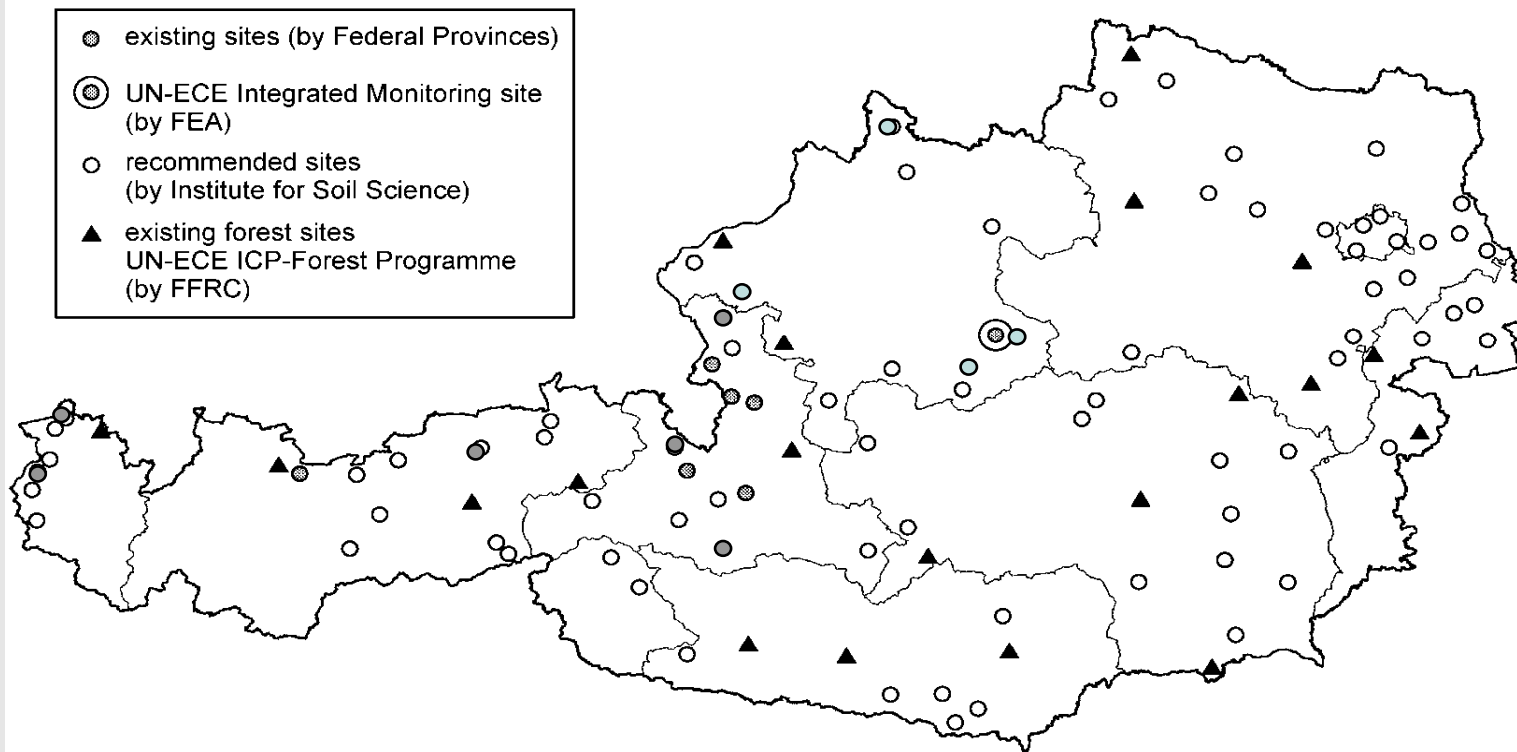 existing sites (by Federal Provinces)
UN-ECE Integrated Monitoring site
(by FEA)
recommended sites
(by Institute for Soil Science)
existing forest sites
UN-ECE ICP-Forest Programme
(by FFRC)